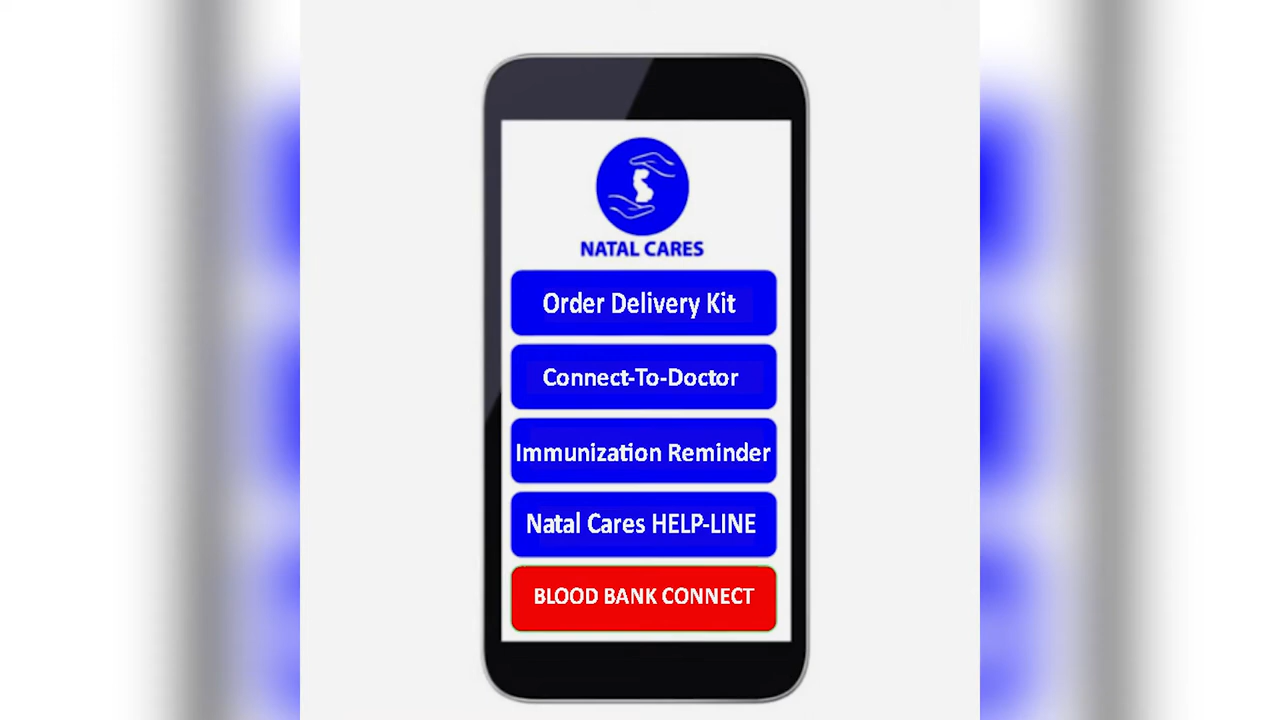 NATAL CARES
Order Delivery Kit
Connect-To-Doctor
Immunization Reminder
Natal Cares HELP-LINE
BLOOD BANK CONNECT